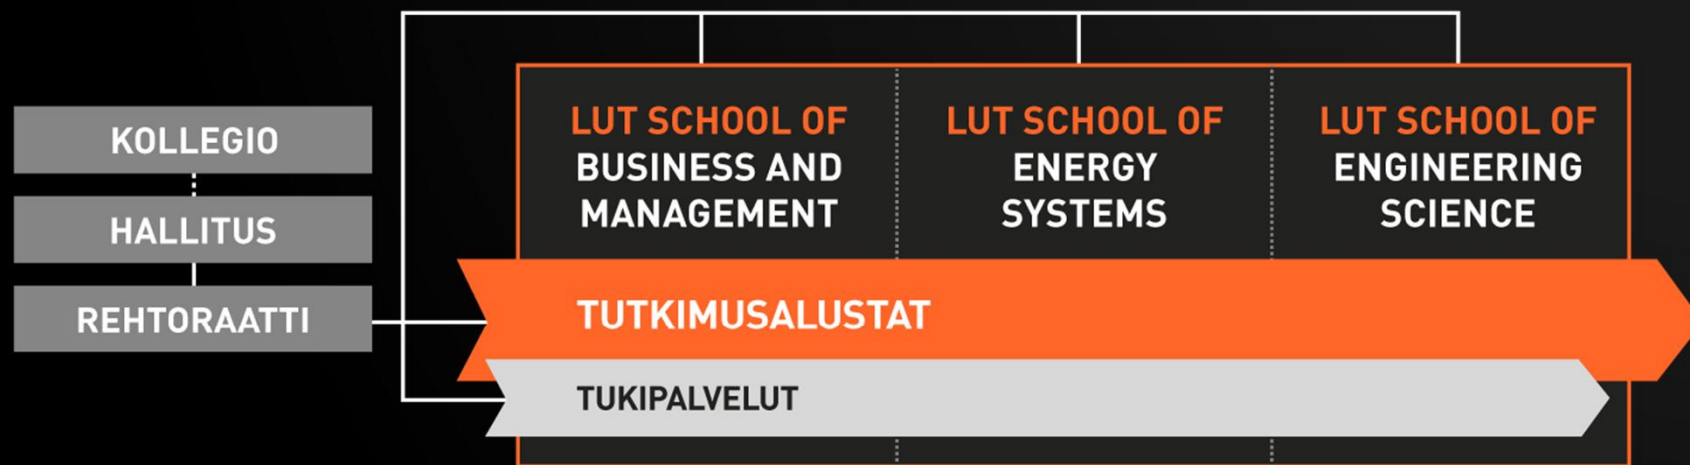 KOLLEGIO
HALLITUS
REHTORAATTI
LUT SCHOOL OF
BUSINESS AND
MANAGEMENT
LUT SCHOOL OF
ENERGY
SYSTEMS
LUT SCHOOL OF
ENGINEERING
SCIENCE
TUTKIMUSALUSTAT
TUKIPALVELUT